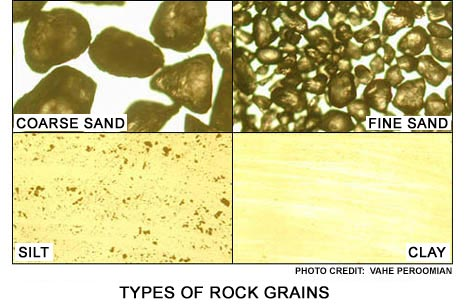 COARSE SAND
FINE SAND
SILT
CLAY
PHOTO CREDIT: VAHE PEROOMIAN
TYPES OF ROCK GRAINS